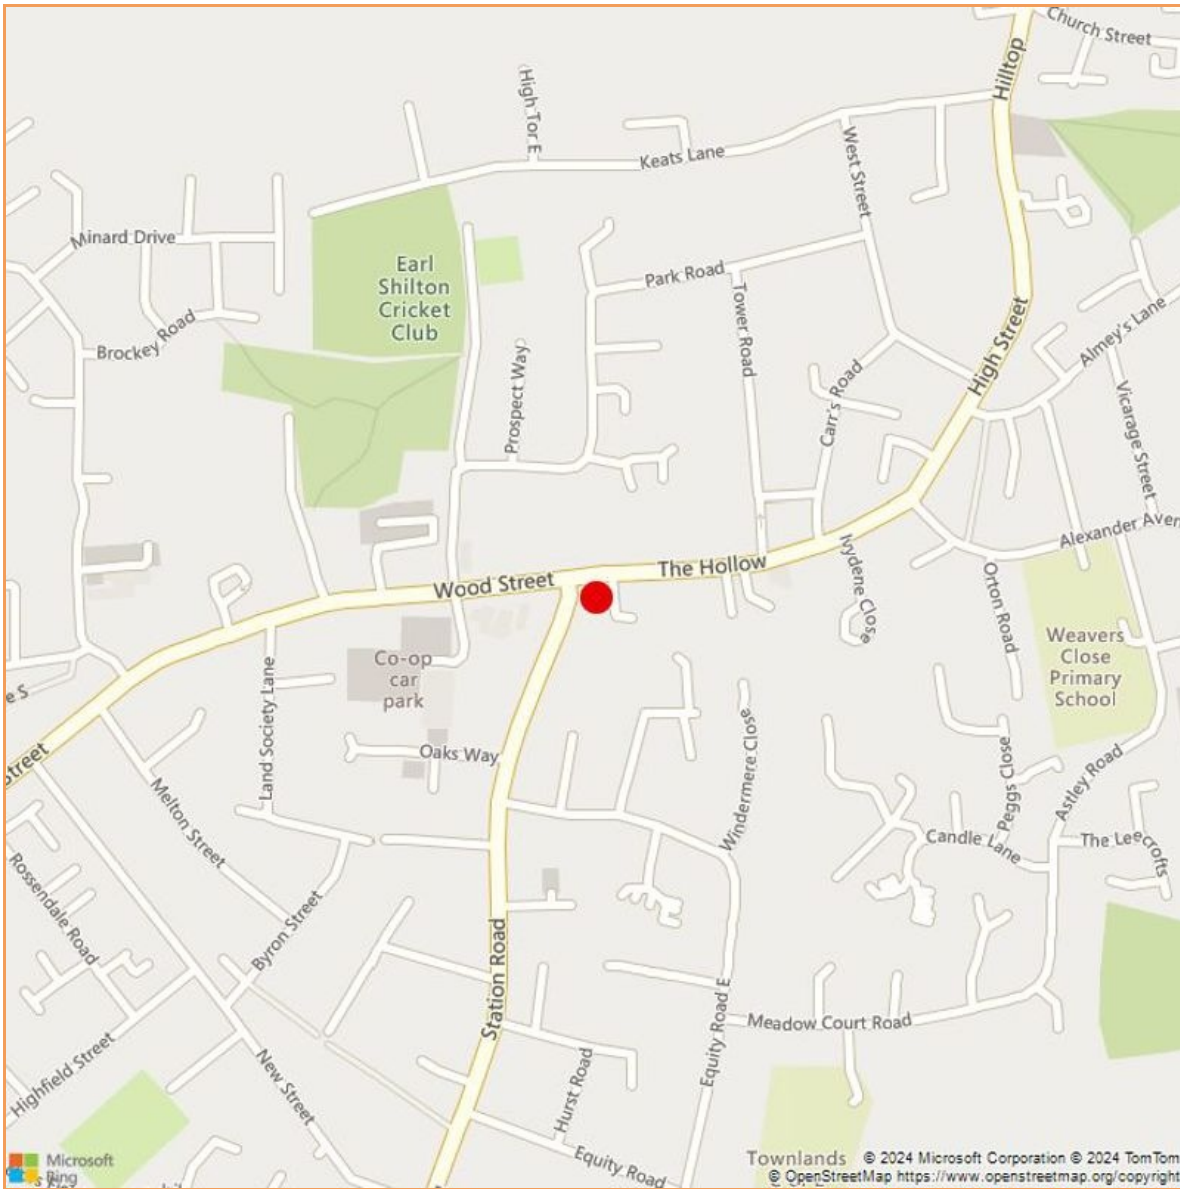 Church Street
Hilltop
High Tor E
Keats Lane
West Street
Minard Drive
Earl
Shilton
Cricket
Club
Park Road
Tower Road
Brockey Road
Prospect Way
High Street
Almey's Lane
Carr's Road
Vicarage Street
Alexander Aven
Wood Street
The Hollow
Ivydene Close
Orton Road
Weavers
Close
Primary
School
Co-op
car
park
Land Society Lane
e S
Street
Oaks Way
Windermere Close
Peggs Close
Astley Road
Melton Street
Candle Lane
The Leecrofts
Rossendale Road
Byron Street
Station Road
Equity Road E
Meadow Court Road
Highfield Street
New Street
Hurst Road
Equity Road
Townlands
Microsoft
Bing
© 2024 Microsoft Corporation © 2024 TomTom
© OpenStreetMap https://www.openstreetmap.org/copyright